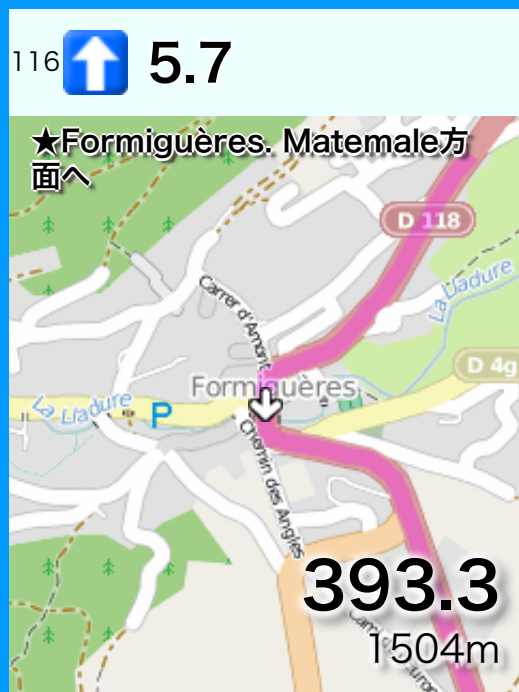 116
5.7
★Formiguères. Matemale方
面へ
D 118
Carrer d'Amont
La Lladure
D 4g
Formiguères
La Lladure
P
Chemin des Angles
393.3
1504m